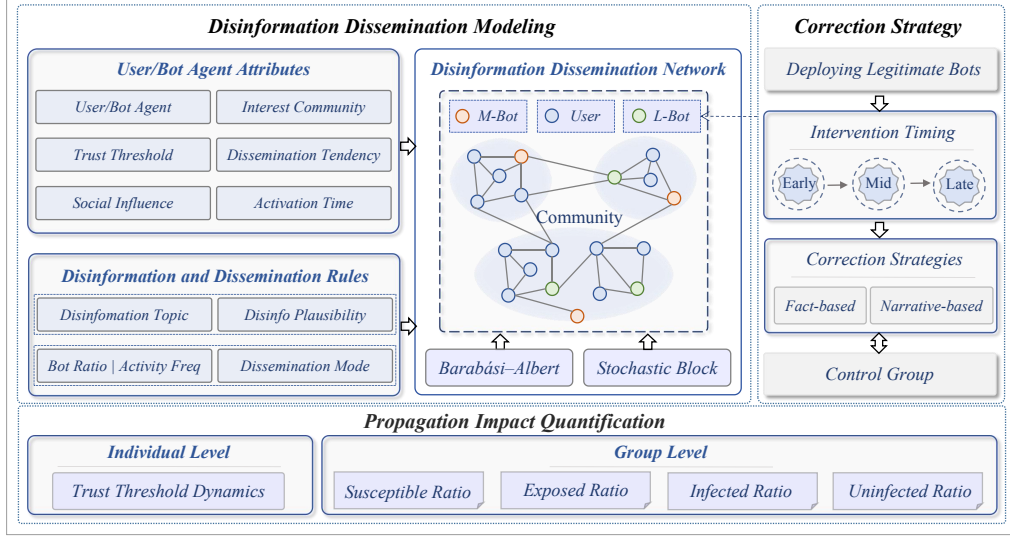 Disinformation Dissemination Modeling
User/Bot Agent Attributes
User/Bot Agent
Interest Community
Trust Threshold
Dissemination Tendency
Social Influence
Activation Time
Disinformation and Dissemination Rules
Disinfomation Topic
Disinfo Plausibility
Bot Ratio | Activity Freq
Dissemination Mode
Disinformation Dissemination Network
M-Bot
User
L-Bot
Community
Barabási–Albert
Stochastic Block
Correction Strategy
Deploying Legitimate Bots
Intervention Timing
Early
Mid
Late
Correction Strategies
Fact-based
Narrative-based
Control Group
Propagation Impact Quantification
Individual Level
Trust Threshold Dynamics
Group Level
Susceptible Ratio
Exposed Ratio
Infected Ratio
Uninfected Ratio